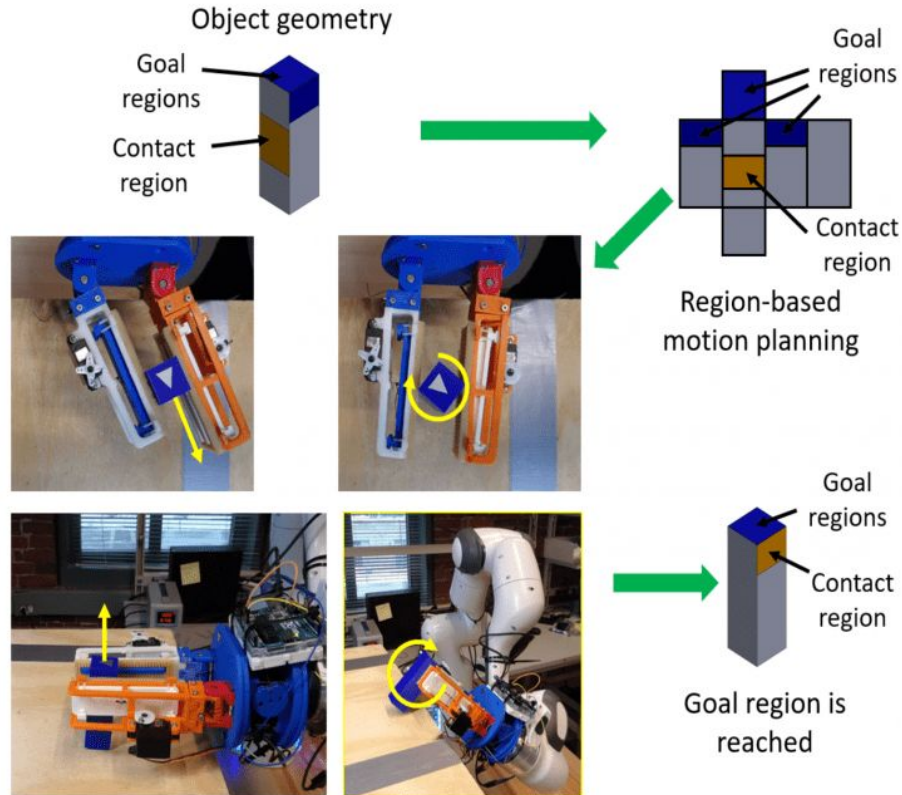 Object geometry
Goal
regions
Contact
region
Goal
regions
Contact
region
Region-based
motion planning
Goal
regions
Contact
region
Goal region is
reached